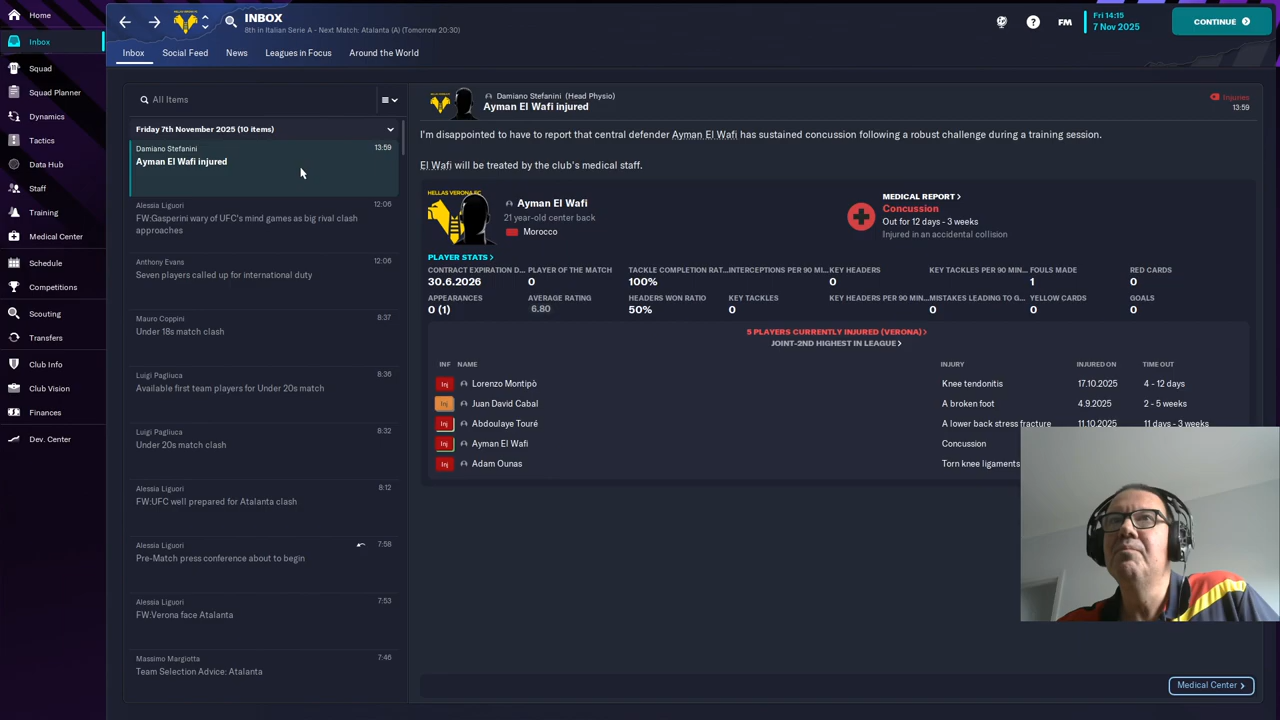 Home
Inbox
Squad
Squad Planner
Dynamics
Tactics
Data Hub
Staff
Training
Medical Center
Schedule
Competitions
Scouting
Transfers
Club Info
Club Vision
Finances
Dev. Center
INBOX
8th in Italian Serie A - Next Match: Atalanta (A) (Tomorrow 20:30)
FM
Fri 14:15
7 Nov 2025
CONTINUE
Inbox
Social Feed
News
Leagues in Focus
Around the World
All Items
Friday 7th November 2025 (10 items)
Damiano Stefanini 13:59
Ayman El Wafi injured
Alessia Liguori 12:06
FW:Gasperini wary of UFC's mind games as big rival clash
approaches
Anthony Evans 12:06
Seven players called up for international duty
Mauro Coppini 8:37
Under 18s match clash
Luigi Pagliuca 8:36
Available first team players for Under 20s match
Luigi Pagliuca 8:32
Under 20s match clash
Alessia Liguori 8:12
FW:UFC well prepared for Atalanta clash
Alessia Liguori 7:58
Pre-Match press conference about to begin
Alessia Liguori 7:53
FW:Verona face Atalanta
Massimo Margiotta 7:46
Team Selection Advice: Atalanta
Damiano Stefanini (Head Physio)
Ayman El Wafi injured
Injuries
13:59
I'm disappointed to have to report that central defender Ayman El Wafi has sustained concussion following a robust challenge during a training session.
El Wafi will be treated by the club's medical staff.
HELLAS VERONA FC
Ayman El Wafi
21 year-old center back
Morocco
MEDICAL REPORT
Concussion
Out for 12 days - 3 weeks
Injured in an accidental collision
PLAYER STATS
CONTRACT EXPIRATION D... PLAYER OF THE MATCH TACKLE COMPLETION RAT... INTERCEPTIONS PER 90 MI... KEY HEADERS KEY TACKLES PER 90 MIN... FOULS MADE RED CARDS
30.6.2026 0 100% 0 1 0
APPEARANCES AVERAGE RATING HEADERS WON RATIO KEY TACKLES KEY HEADERS PER 90 MIN... MISTAKES LEADING TO G... YELLOW CARDS GOALS
0 (1) 6.80 50% 0 0 0 0
5 PLAYERS CURRENTLY INJURED (VERONA)
JOINT-2ND HIGHEST IN LEAGUE
INF NAME INJURY INJURED ON TIME OUT
Inj Lorenzo Montipò Knee tendonitis 17.10.2025 4 - 12 days
Inj Juan David Cabal A broken foot 4.9.2025 2 - 5 weeks
Inj Abdoulaye Touré A lower back stress fracture 11.10.2025 11 days - 3 weeks
Inj Ayman El Wafi Concussion
Inj Adam Ounas Torn knee ligaments
Medical Center